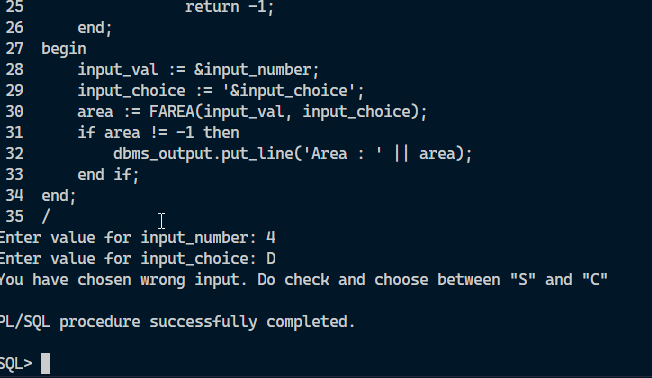 25                  return -1;
26      end;
27  begin
28      input_val := &input_number;
29      input_choice := '&input_choice';
30      area := FAREA(input_val, input_choice);
31      if area != -1 then
32          dbms_output.put_line('Area : ' || area);
33      end if;
34  end;
35  /
Enter value for input_number: 4
Enter value for input_choice: D
You have chosen wrong input. Do check and choose between "S" and "C"
PL/SQL procedure successfully completed.
SQL>